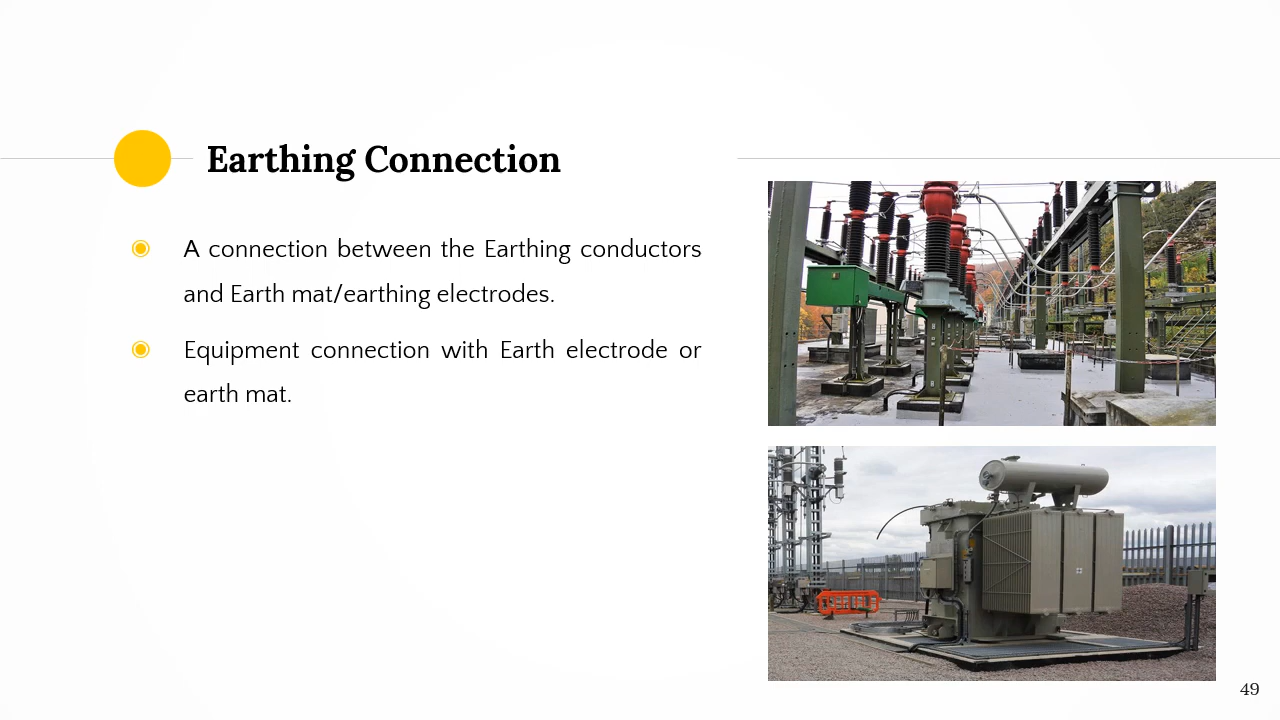 Earthing Connection
A connection between the Earthing conductors
and Earth mat/earthing electrodes.
Equipment connection with Earth electrode or
earth mat.
49